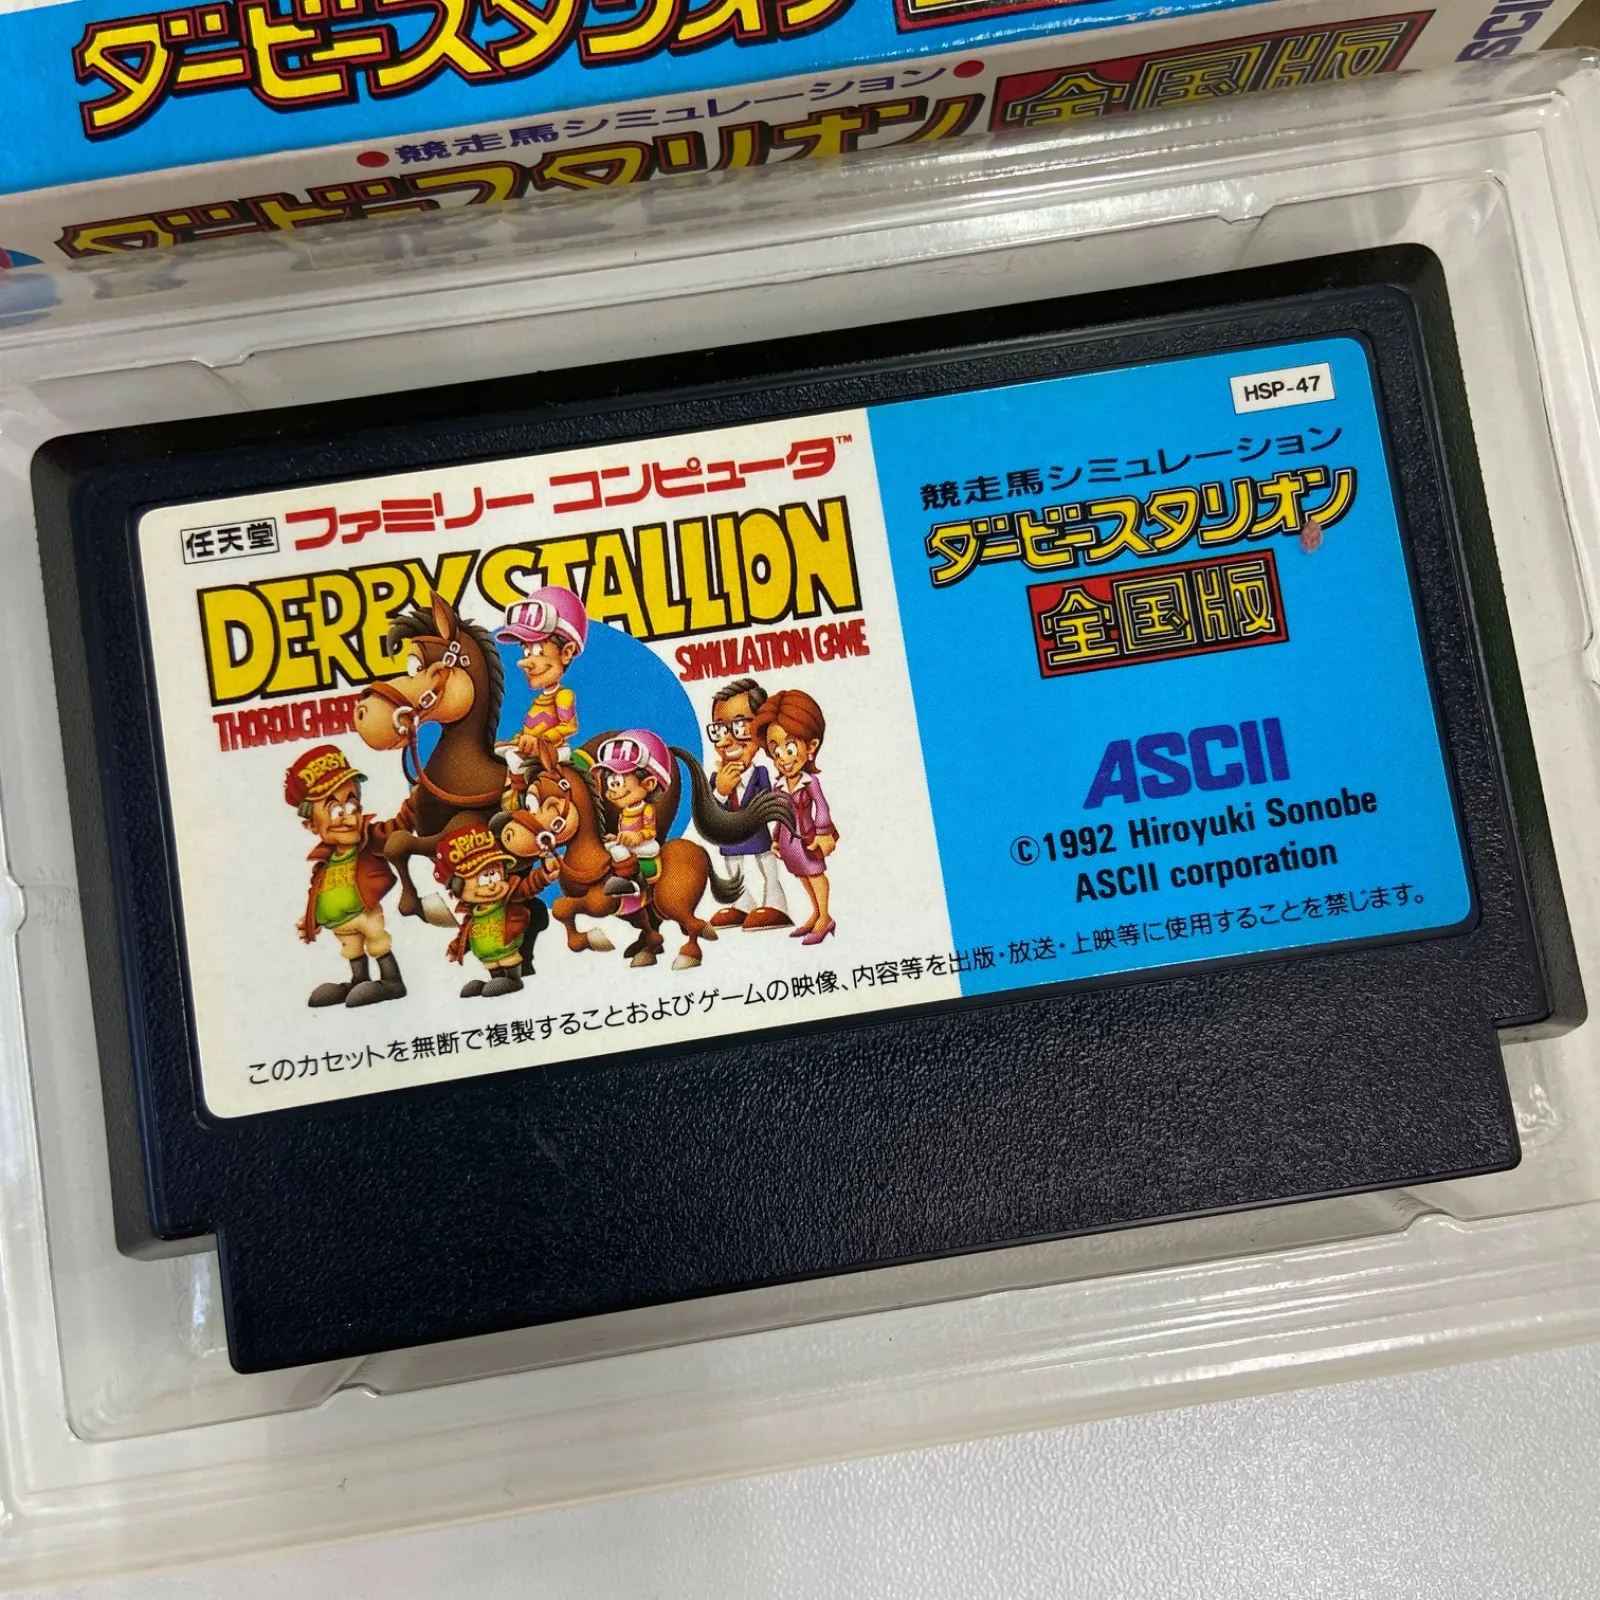 ダービースタリオン
競走馬シミュレーション
ダービースタリオン 全国版
HSP-47
任天堂 ファミリー コンピュータ™
DERBY STALLION
SIMULATION GAME
DERBY
derby
競走馬シミュレーション
ダービースタリオン
全国版
ASCII
©1992 Hiroyuki Sonobe
ASCII corporation
このカセットを無断で複製することおよびゲームの映像、内容等を出版・放送・上映等に使用することを禁じます。